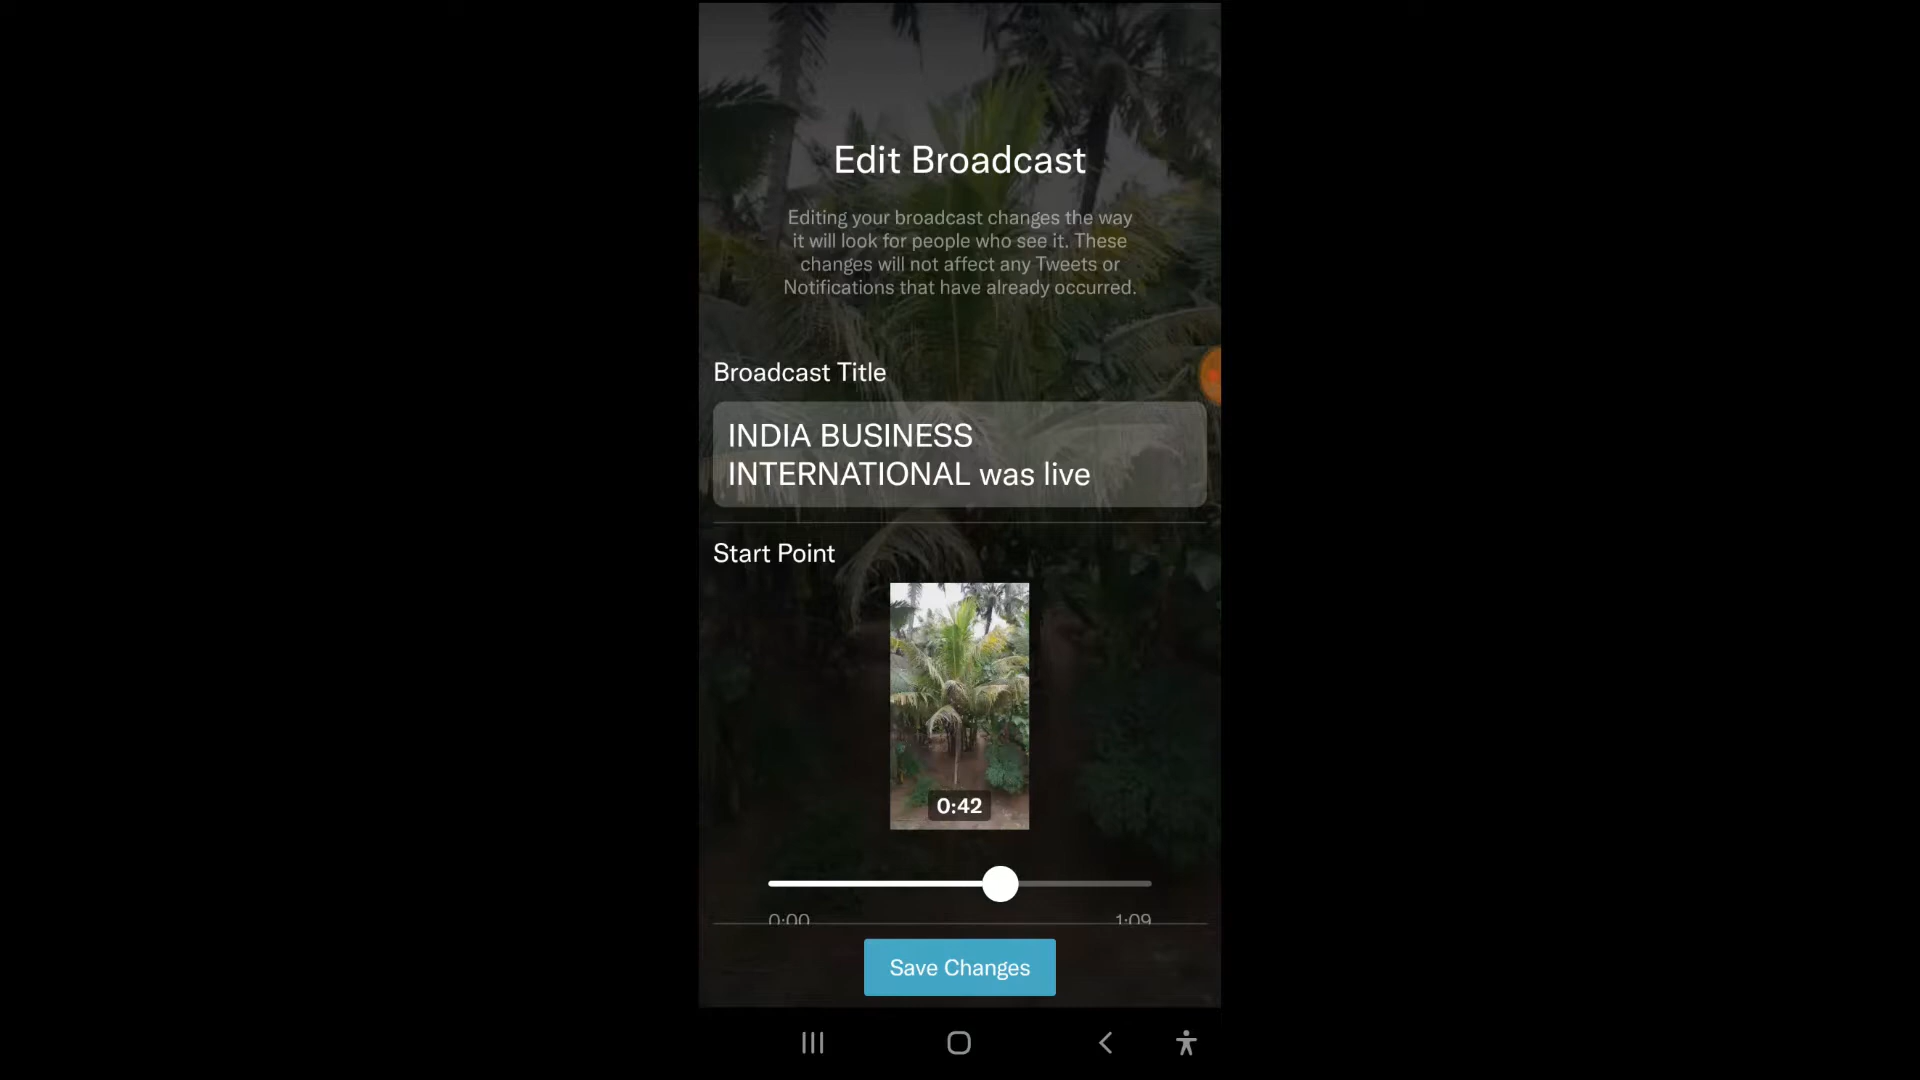 Edit Broadcast
Editing your broadcast changes the way
it will look for people who see it. These
changes will not affect any Tweets or
Notifications that have already occurred.
Broadcast Title
INDIA BUSINESS
INTERNATIONAL was live
Start Point
0:42
0:00 1:09
Save Changes